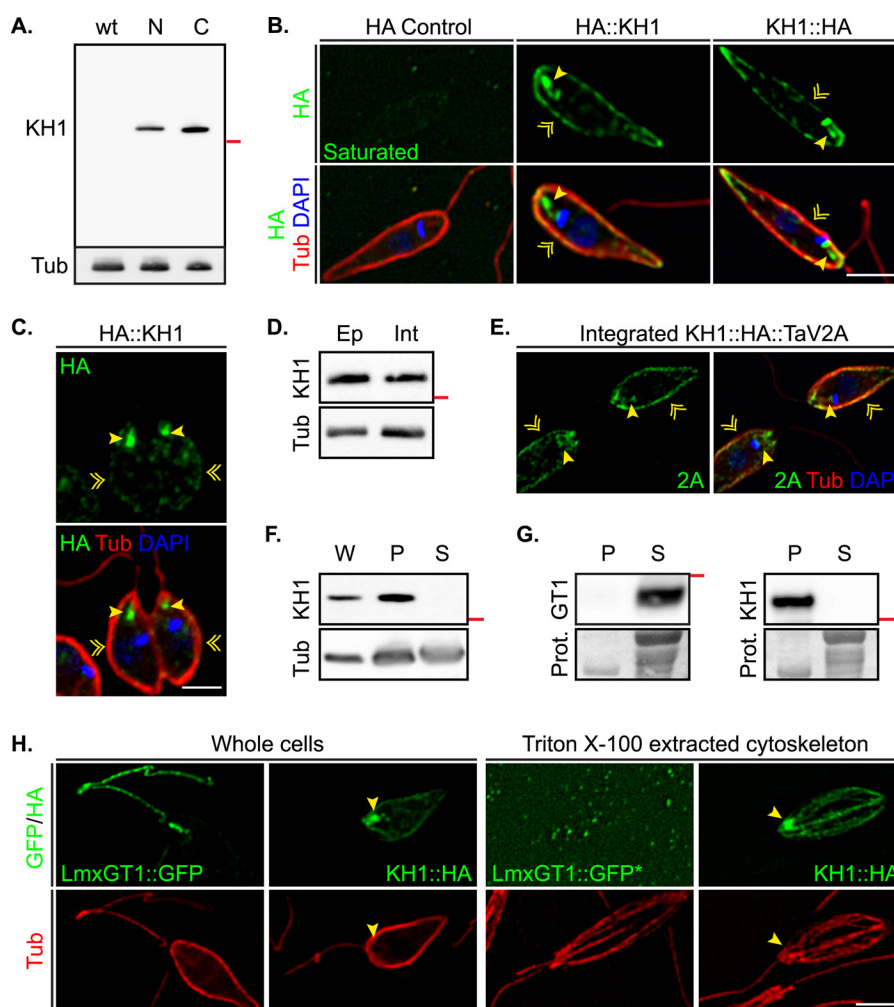 A.
wt N C
KH1
Tub
B.
HA Control HA::KH1 KH1::HA
HA
Saturated
HA
Tub DAPI
C.
HA::KH1
HA
HA Tub DAPI
D.
Ep Int
KH1
Tub
E.
Integrated KH1::HA::TaV2A
2A
2A Tub DAPI
F.
W P S
KH1
Tub
G.
P S
GT1
Prot.
P S
KH1
Prot.
H.
Whole cells
Triton X-100 extracted cytoskeleton
GFP/HA
LmxGT1::GFP
KH1::HA
LmxGT1::GFP*
KH1::HA
Tub